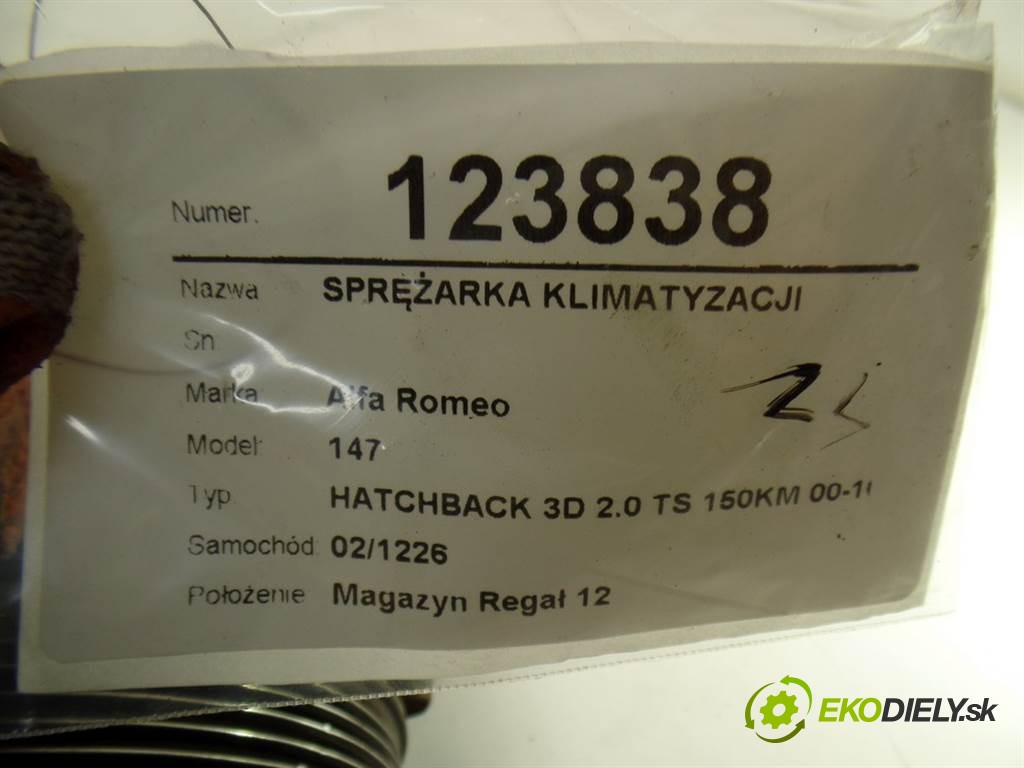 Numer. 123838
Nazwa SPRĘŻARKA KLIMATYZACJI
Sn
Marka Alfa Romeo
Model: 147
Typ HATCHBACK 3D 2.0 TS 150KM 00-1
Samochód: 02/1226
Położenie Magazyn Regał 12
EKODIELY.sk